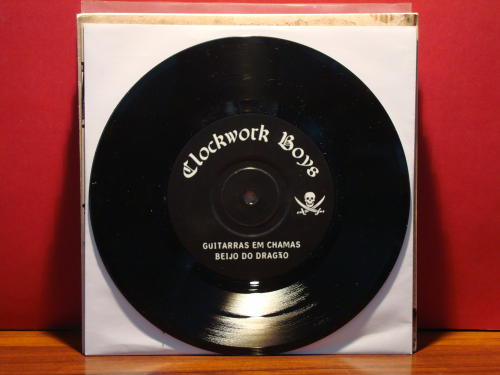 Clockwork Boys
GUITARRAS EM CHAMAS
BEIJO DO DRAGÃO